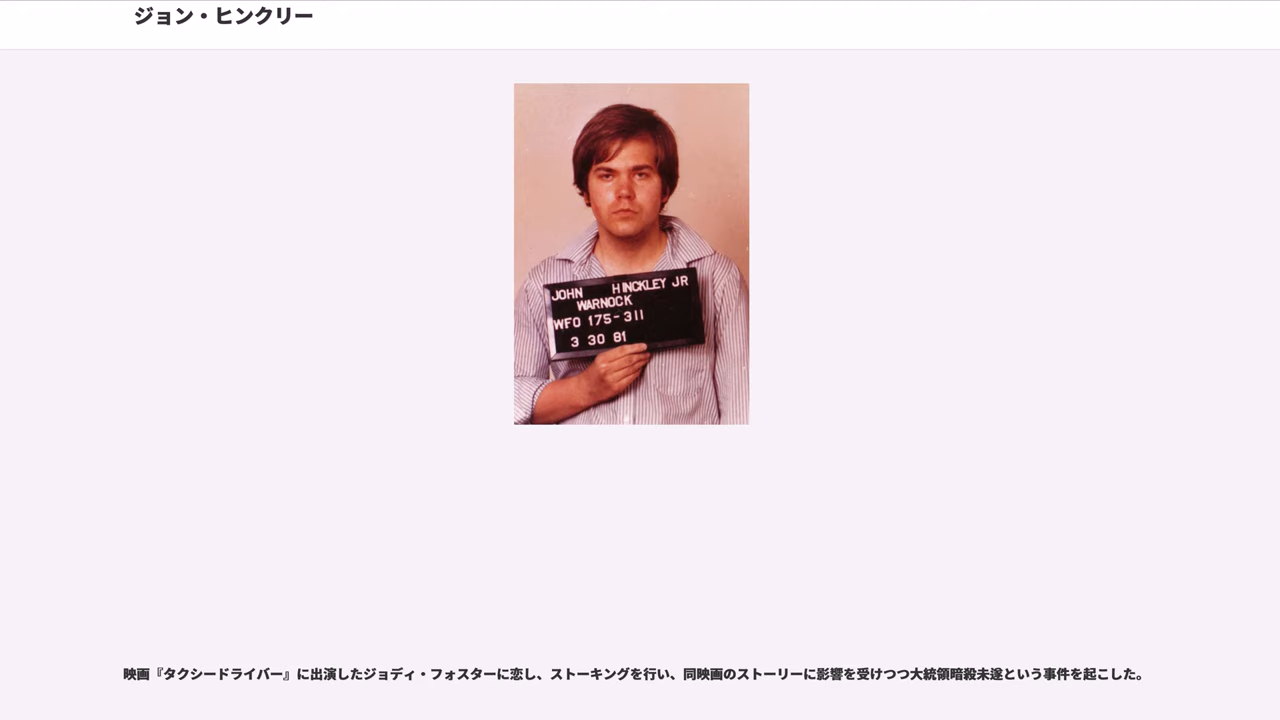 ジョン・ヒンクリー
JOHN HINCKLEY JR
WARNOCK
WFO 175-311
3 30 81
映画『タクシードライバー』に出演したジョディ・フォスターに恋し、ストーキングを行い、同映画のストーリーに影響を受けつつ大統領暗殺未遂という事件を起こした。